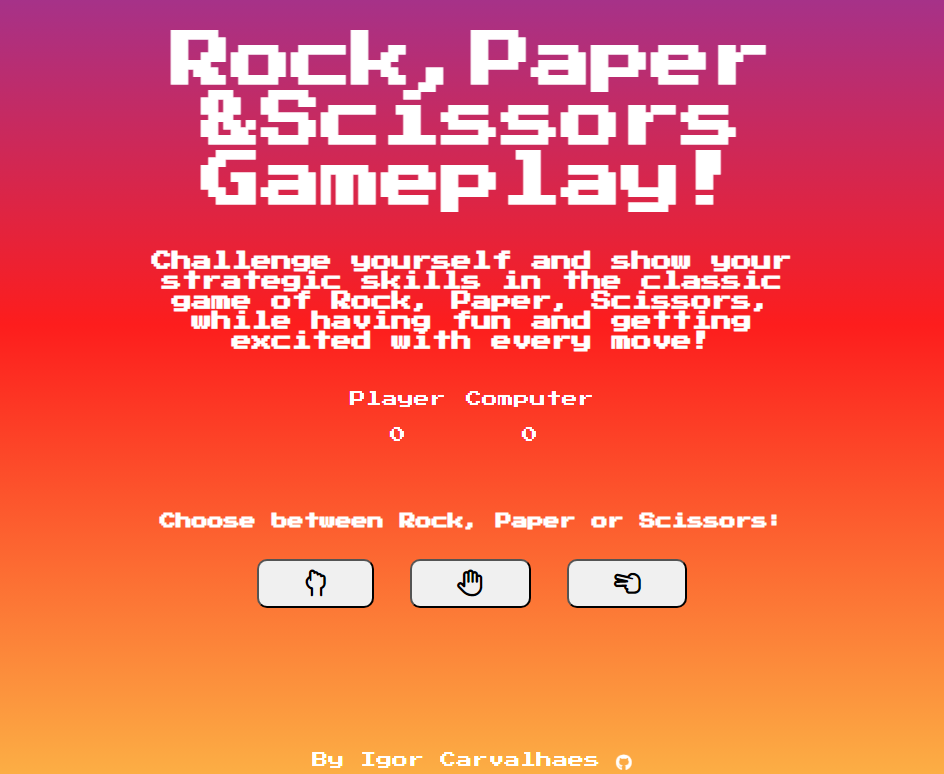 Rock, Paper
&Scissors
Gameplay!
Challenge yourself and show your
strategic skills in the classic
game of Rock, Paper, Scissors,
while having fun and getting
excited with every move!
Player Computer
0 0
Choose between Rock, Paper or Scissors:
By Igor Carvalhaes